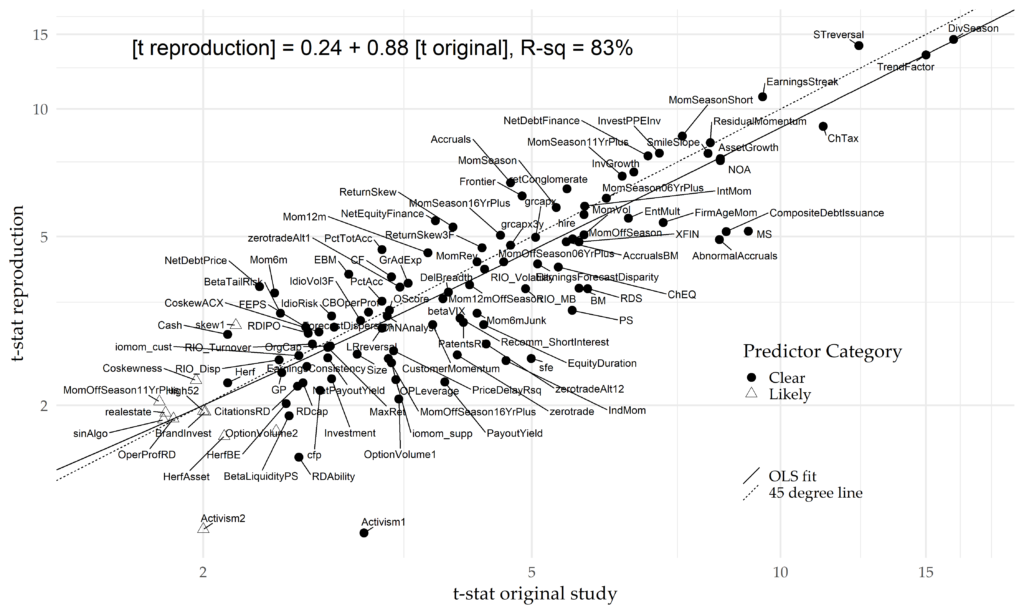 [t reproduction] = 0.24 + 0.88 [t original], R-sq = 83%
t-stat reproduction
15
10
5
2
DivSeason
STreversal
TrendFactor
EarningsStreak
MomSeasonShort
NetDebtFinance
InvestPPEInv
ResidualMomentum
ChTax
Accruals
MomSeason11YrPlus
SmileSlope
AssetGrowth
MomSeason
InvGrowth
NOA
Frontier
retConglomerate
MomSeason06YrPlus
IntMom
ReturnSkew
MomSeason16YrPlus
grcapx
NetEquityFinance
MomVol
EntMult
FirmAgeMom
CompositeDebtIssuance
Mom12m
grcapx3y
hire
zerotradeAlt1
PctTotAcc
ReturnSkew3F
MomOffSeason
XFIN
MS
NetDebtPrice
Mom6m
EBM
CF
GrAdExp
MomRev
MomOffSeason06YrPlus
AccrualsBM
AbnormalAccruals
BetaTailRisk
IdioVol3F
PctAcc
DelBreadth
RIO_Volatility
EarningsForecastDisparity
ChEQ
CoskewACX
FEPS
IdioRisk
CBOperProf
OScore
Mom12mOffSeason
RIO_MB
BM
RDS
betaVIX
PS
Cash
skew1
RDIPO
ForecastDispersion
Mom6mJunk
iomom_cust
RIO_Turnover
OrgCap
LRreversal
PatentsRD
Recomm_ShortInterest
Coskewness
RIO_Disp
Herf
EarningsConsistency
Size
CustomerMomentum
sfe
EquityDuration
MomOffSeason11YrPlus
high52
GP
NetPayoutYield
OPLeverage
PriceDelayRsq
zerotradeAlt12
realestate
CitationsRD
RDcap
MaxRet
MomOffSeason16YrPlus
zerotrade
IndMom
sinAlgo
BrandInvest
OptionVolume2
Investment
iomom_supp
PayoutYield
OperProfRD
HerfBE
cfp
OptionVolume1
HerfAsset
BetaLiquidityPS
RDAbility
Activism2
Activism1
Predictor Category
Clear
Likely
OLS fit
45 degree line
2
5
10
15
t-stat original study